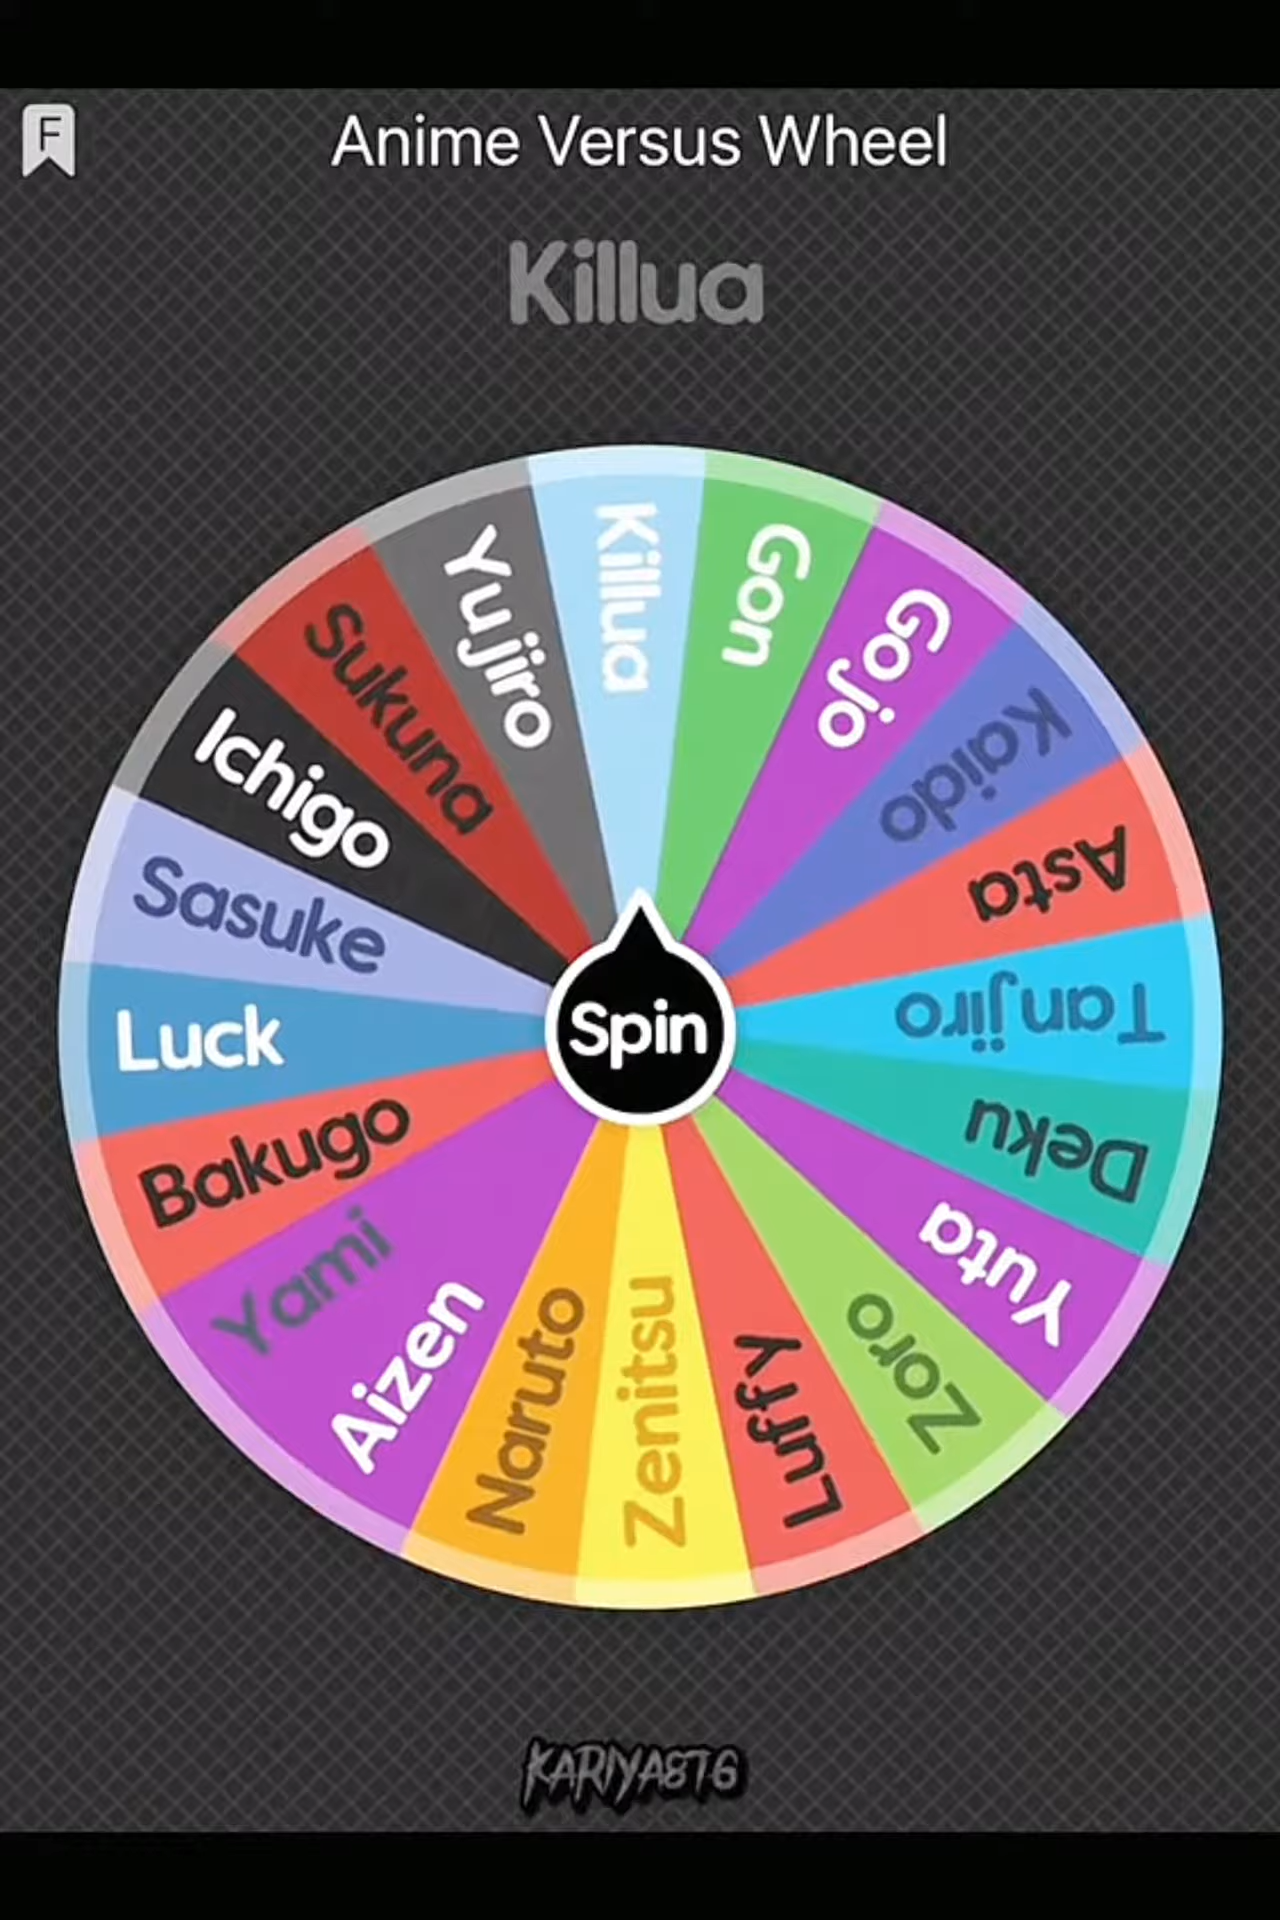 F
Anime Versus Wheel
Killua
Killua
Gon
Gojo
Kaido
Asta
Tanjiro
Deku
Yuta
Zoro
Luffy
Zenitsu
Naruto
Aizen
Yami
Bakugo
Luck
Sasuke
Ichigo
Sukuna
Yujiro
Spin
KARIYA876